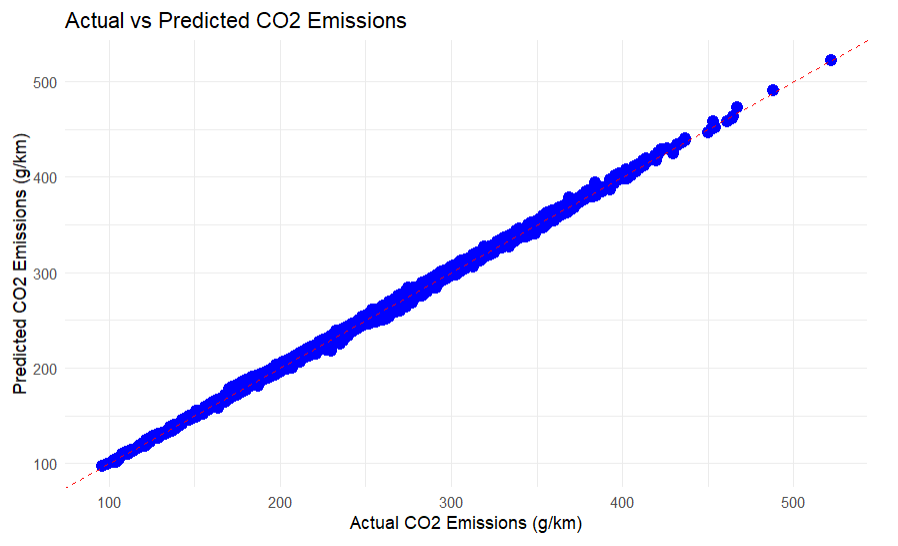 Actual vs Predicted CO2 Emissions
Predicted CO2 Emissions (g/km)
500
400
300
200
100
100 200 300 400 500
Actual CO2 Emissions (g/km)